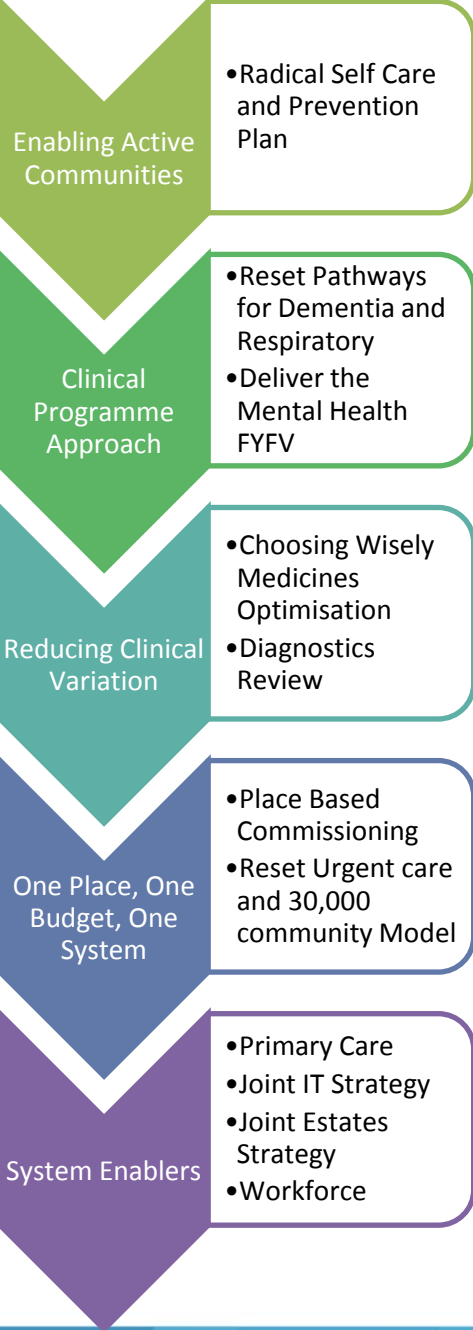 Enabling Active
Communities
•Radical Self Care
and Prevention
Plan
Clinical
Programme
Approach
•Reset Pathways
for Dementia and
Respiratory
•Deliver the
Mental Health
FYFV
Reducing Clinical
Variation
•Choosing Wisely
Medicines
Optimisation
•Diagnostics
Review
One Place, One
Budget, One
System
•Place Based
Commissioning
•Reset Urgent care
and 30,000
community Model
System Enablers
•Primary Care
•Joint IT Strategy
•Joint Estates
Strategy
•Workforce